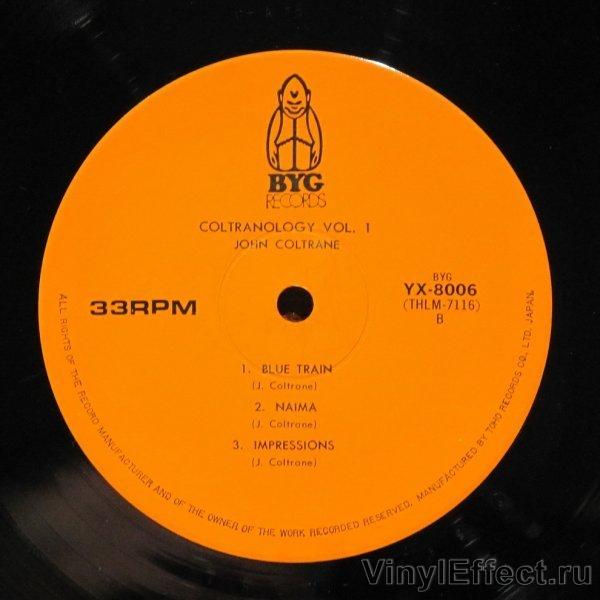 BYG
RECORDS
COLTRANOLOGY VOL. 1
JOHN COLTRANE
33RPM
BYG
YX-8006
(THLM-7116)
B
1. BLUE TRAIN
(J. Coltrane)
2. NAIMA
(J. Coltrane)
3. IMPRESSIONS
(J. Coltrane)
ALL RIGHTS OF THE RECORD MANUFACTURER AND OF THE OWNER OF THE WORK RECORDED RESERVED. MANUFACTURED BY TOHO RECORDS CO., LTD. JAPAN.
VinylEffect.ru